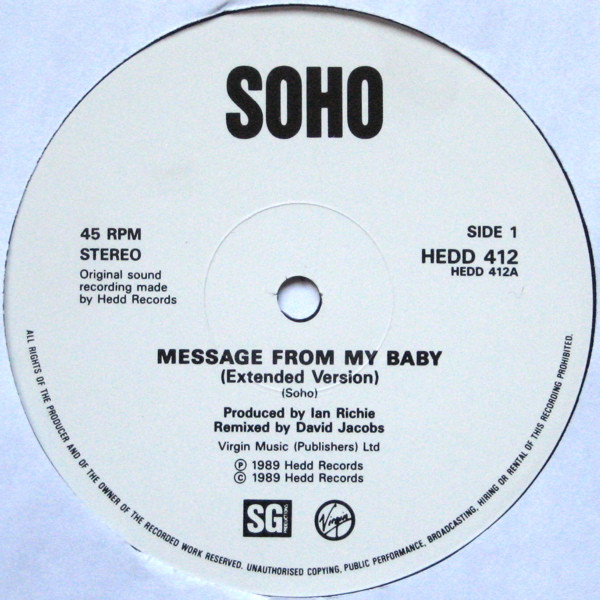 SOHO
45 RPM
STEREO
Original sound
recording made
by Hedd Records
SIDE 1
HEDD 412
HEDD 412A
MESSAGE FROM MY BABY
(Extended Version)
(Soho)
Produced by Ian Richie
Remixed by David Jacobs
Virgin Music (Publishers) Ltd
℗ 1989 Hedd Records
© 1989 Hedd Records
SG PRODUCTIONS
Virgin
ALL RIGHTS OF THE PRODUCER AND OF THE OWNER OF THE RECORDED WORK RESERVED. UNAUTHORISED COPYING, PUBLIC PERFORMANCE, BROADCASTING, HIRING OR RENTAL OF THIS RECORDING PROHIBITED.